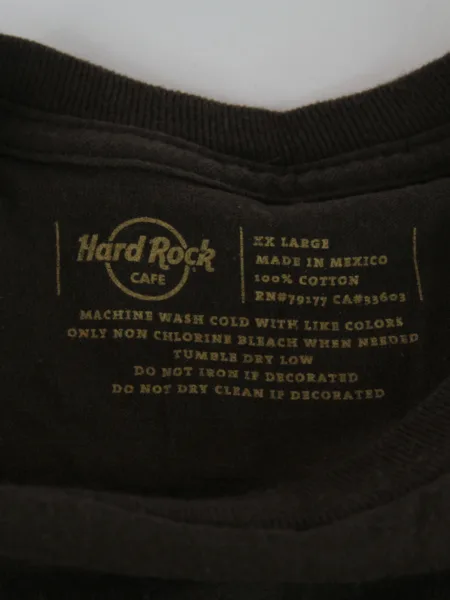 Hard Rock
CAFE
XX LARGE
MADE IN MEXICO
100% COTTON
RN#79177 CA#33603
MACHINE WASH COLD WITH LIKE COLORS
ONLY NON CHLORINE BLEACH WHEN NEEDED
TUMBLE DRY LOW
DO NOT IRON IF DECORATED
DO NOT DRY CLEAN IF DECORATED